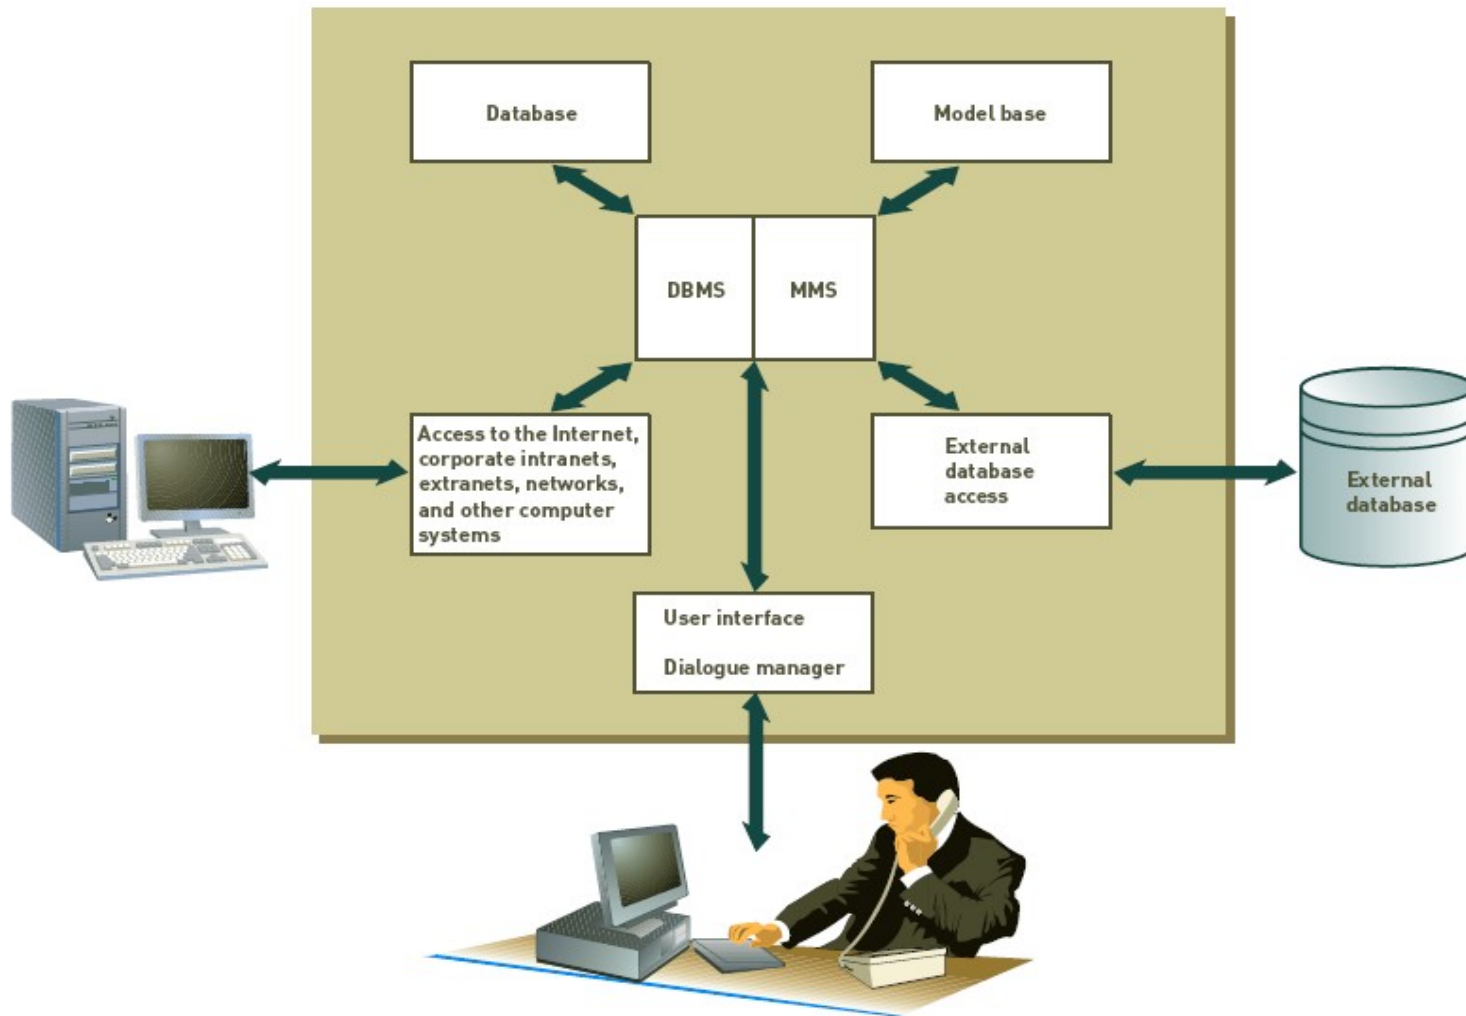 Database
Model base
DBMS
MMS
Access to the Internet,
corporate intranets,
extranets, networks,
and other computer
systems
External
database
access
External
database
User interface
Dialogue manager